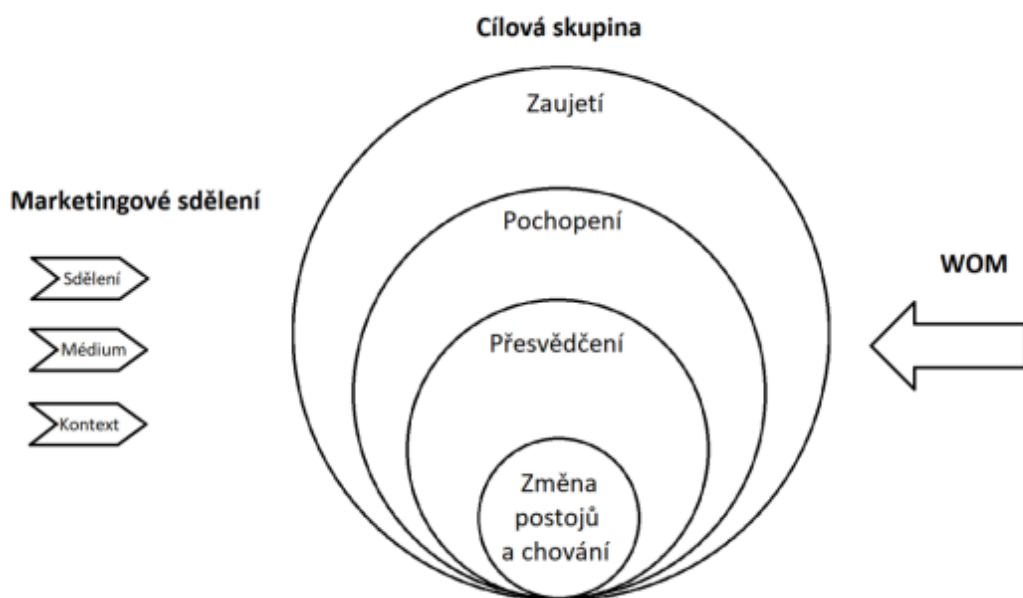 Cílová skupina
Zaujetí
Marketingové sdělení
Pochopení
Sdělení
WOM
Médium
Přesvědčení
Kontext
Změna
postojů
a chování